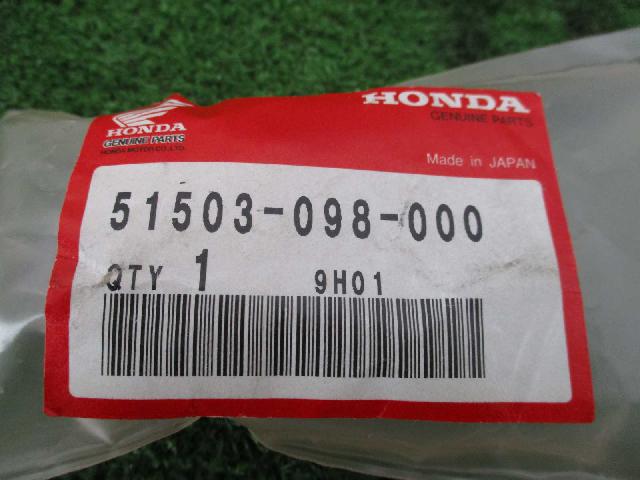 HONDA
GENUINE PARTS
HONDA MOTOR CO.,LTD.
HONDA
GENUINE PARTS
Made in JAPAN
51503-098-000
QTY 1 9H01